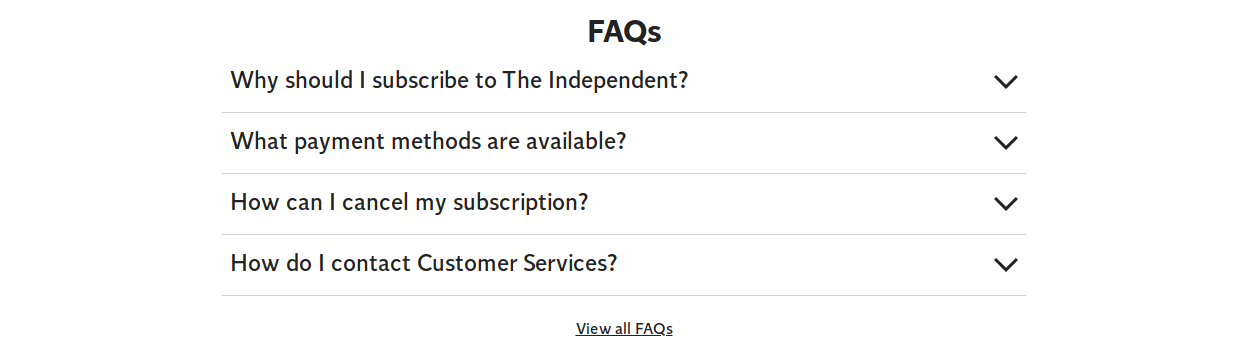 FAQs
Why should I subscribe to The Independent?
What payment methods are available?
How can I cancel my subscription?
How do I contact Customer Services?
View all FAQs